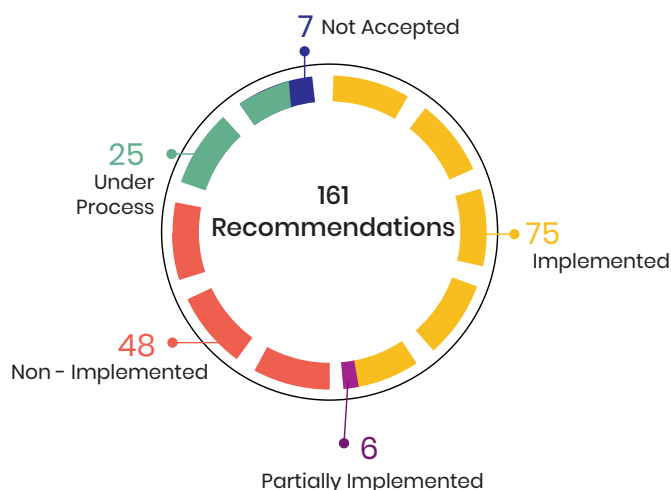 7 Not Accepted
25
Under
Process
161
Recommendations
75
Implemented
48
Non - Implemented
6
Partially Implemented